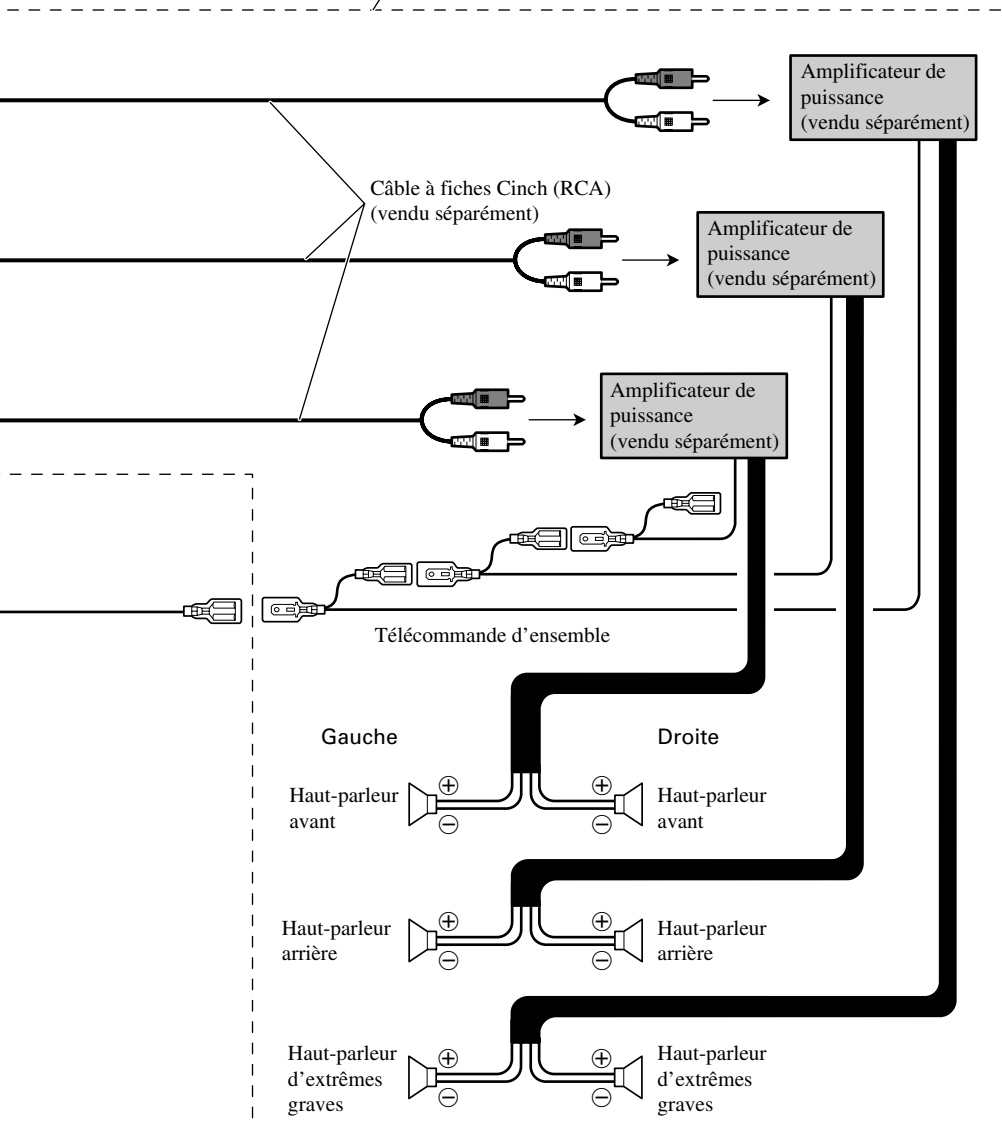 Amplificateur de
puissance
(vendu séparément)
Câble à fiches Cinch (RCA)
(vendu séparément)
Amplificateur de
puissance
(vendu séparément)
Amplificateur de
puissance
(vendu séparément)
Télécommande d'ensemble
Gauche
Droite
Haut-parleur
avant
+
−
+
−
Haut-parleur
avant
Haut-parleur
arrière
+
−
+
−
Haut-parleur
arrière
Haut-parleur
d'extrêmes
graves
+
−
+
−
Haut-parleur
d'extrêmes
graves